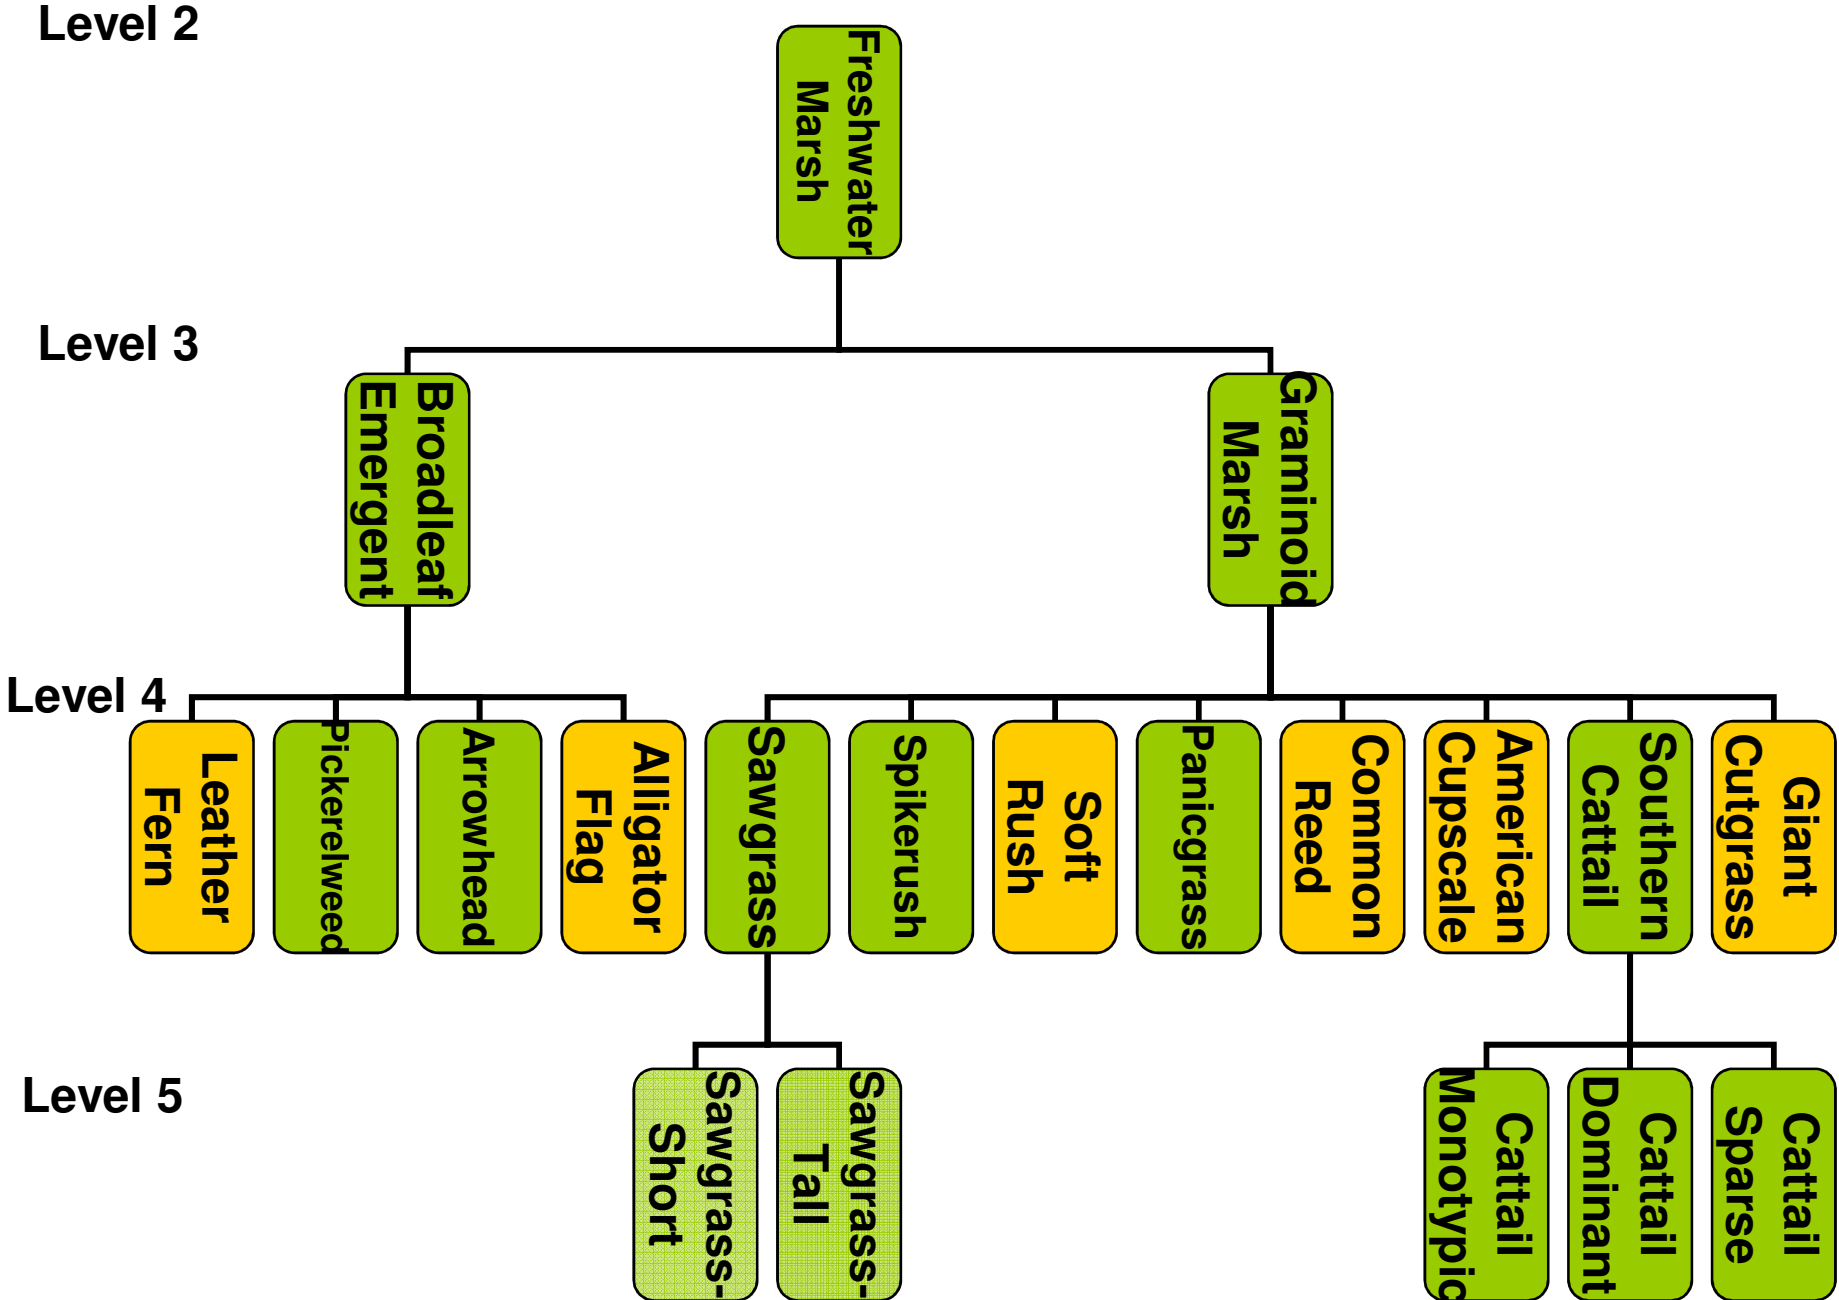 Level 2
Freshwater
Marsh
Level 3
Broadleaf
Emergent
Graminoid
Marsh
Level 4
Leather
Fern
Pickerelweed
Arrowhead
Alligator
Flag
Sawgrass
Spikerush
Soft
Rush
Panicgrass
Common
Reed
American
Cupscale
Southern
Cattail
Giant
Cutgrass
Level 5
Sawgrass-
Short
Sawgrass-
Tall
Cattail
Monotypic
Cattail
Dominant
Cattail
Sparse